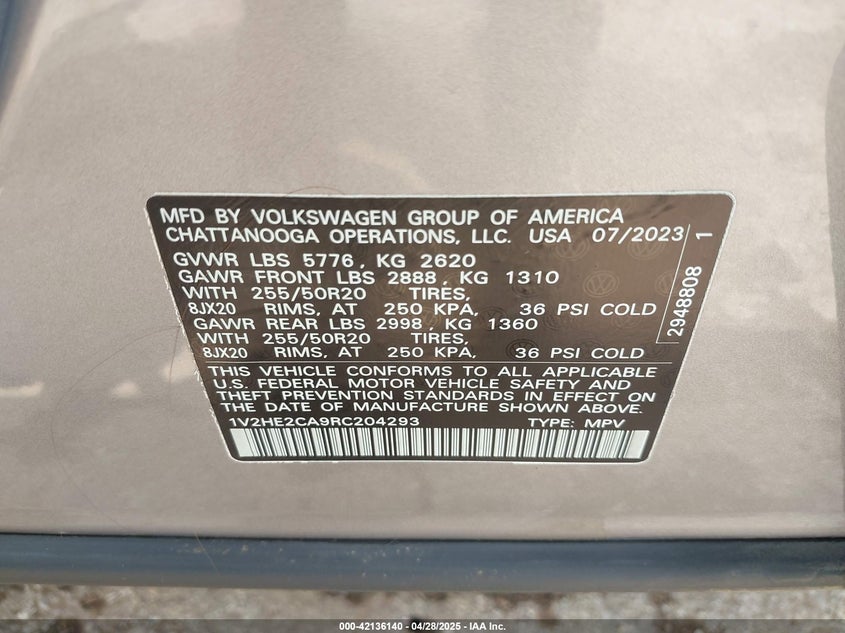 MFD BY VOLKSWAGEN GROUP OF AMERICA
CHATTANOOGA OPERATIONS, LLC. USA 07/2023
GVWR LBS 5776, KG 2620
GAWR FRONT LBS 2888, KG 1310
WITH 255/50R20 TIRES,
8JX20 RIMS, AT 250 KPA, 36 PSI COLD
GAWR REAR LBS 2998, KG 1360
WITH 255/50R20 TIRES,
8JX20 RIMS, AT 250 KPA, 36 PSI COLD
THIS VEHICLE CONFORMS TO ALL APPLICABLE
U.S. FEDERAL MOTOR VEHICLE SAFETY AND
THEFT PREVENTION STANDARDS IN EFFECT ON
THE DATE OF MANUFACTURE SHOWN ABOVE.
1V2HE2CA9RC204293 TYPE: MPV
2948808 1
000-42136140 | 04/28/2025 - IAA Inc.